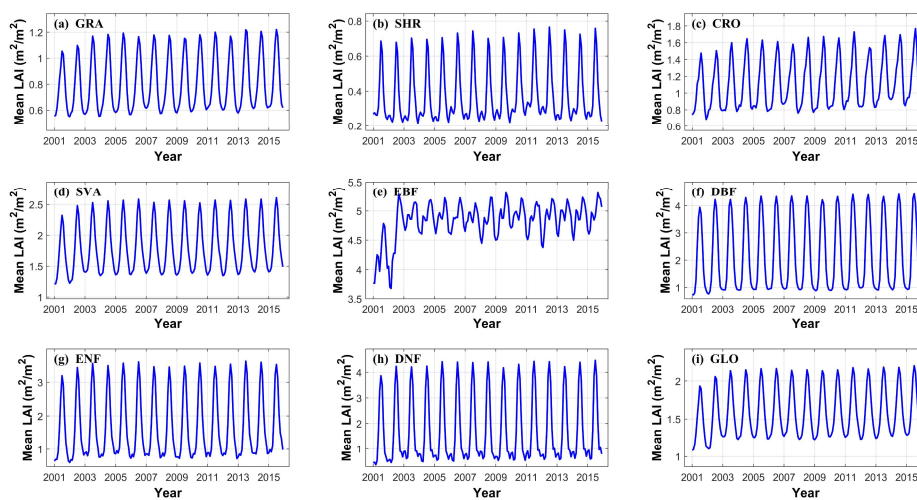 (a) GRA
Mean LAI (m²/m²)
1.2
1
0.8
0.6
2001 2003 2005 2007 2009 2011 2013 2015
Year
(b) SHR
Mean LAI (m²/m²)
0.8
0.6
0.4
0.2
2001 2003 2005 2007 2009 2011 2013 2015
Year
(c) CRO
Mean LAI (m²/m²)
1.8
1.6
1.4
1.2
1
0.8
0.6
2001 2003 2005 2007 2009 2011 2013 2015
Year
(d) SVA
Mean LAI (m²/m²)
2.5
2
1.5
1
2001 2003 2005 2007 2009 2011 2013 2015
Year
(e) EBF
Mean LAI (m²/m²)
5.5
5
4.5
4
3.5
2001 2003 2005 2007 2009 2011 2013 2015
Year
(f) DBF
Mean LAI (m²/m²)
4
3
2
1
2001 2003 2005 2007 2009 2011 2013 2015
Year
(g) ENF
Mean LAI (m²/m²)
3
2
1
2001 2003 2005 2007 2009 2011 2013 2015
Year
(h) DNF
Mean LAI (m²/m²)
4
3
2
1
2001 2003 2005 2007 2009 2011 2013 2015
Year
(i) GLO
Mean LAI (m²/m²)
2
1.5
1
2001 2003 2005 2007 2009 2011 2013 2015
Year